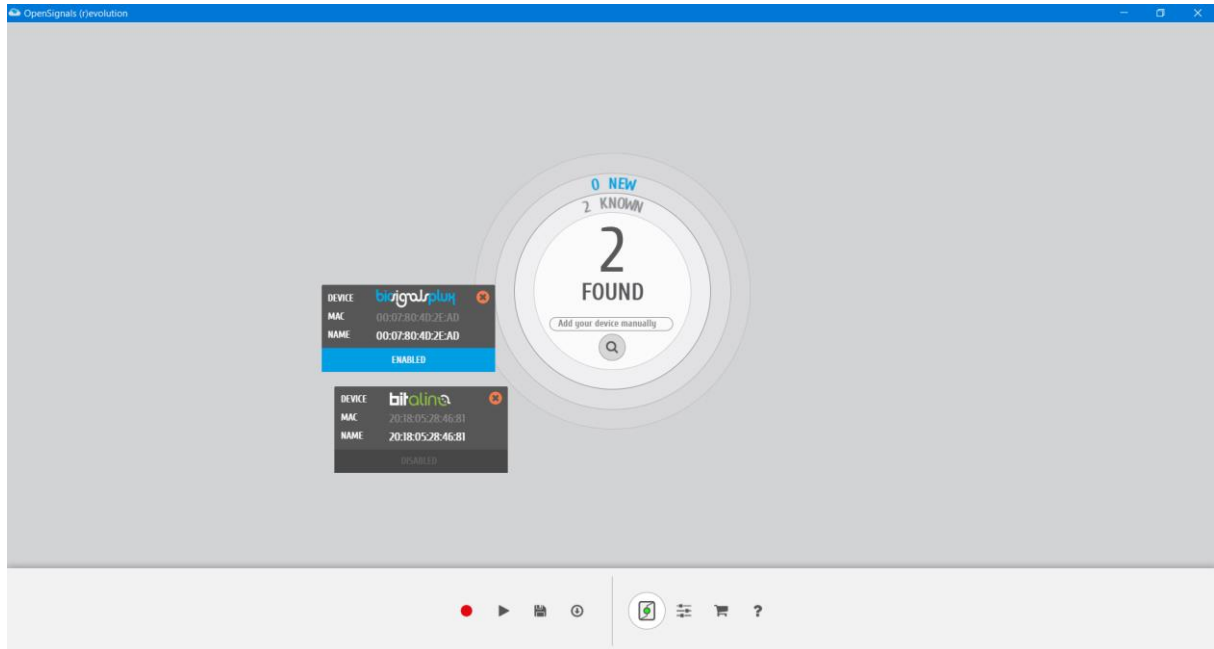 OpenSignals (r)evolution
0 NEW
2 KNOWN
2
FOUND
Add your device manually
DEVICE biosignalsplux
MAC 00:07:80:4D:2E:AD
NAME 00:07:80:4D:2E:AD
ENABLED
DEVICE bitalino
MAC 20:18:05:28:46:81
NAME 20:18:05:28:46:81
DISABLED
?